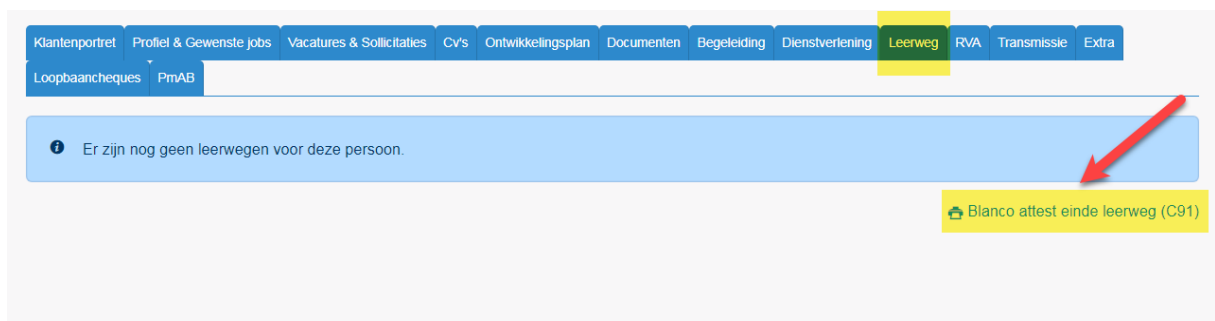 Klantenportret Profiel & Gewenste jobs Vacatures & Sollicitaties Cv's Ontwikkelingsplan Documenten Begeleiding Dienstverlening Leerweg RVA Transmissie Extra
Loopbaancheques PmAB
Er zijn nog geen leerwegen voor deze persoon.
Blanco attest einde leerweg (C91)